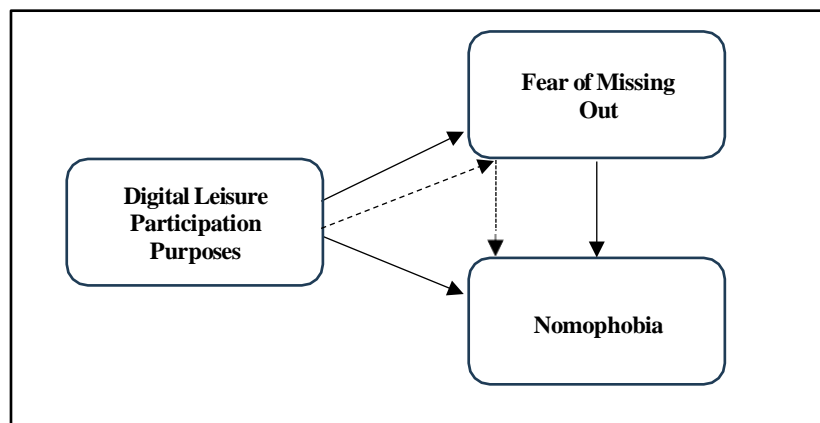 Fear of Missing
Out
Digital Leisure
Participation
Purposes
Nomophobia